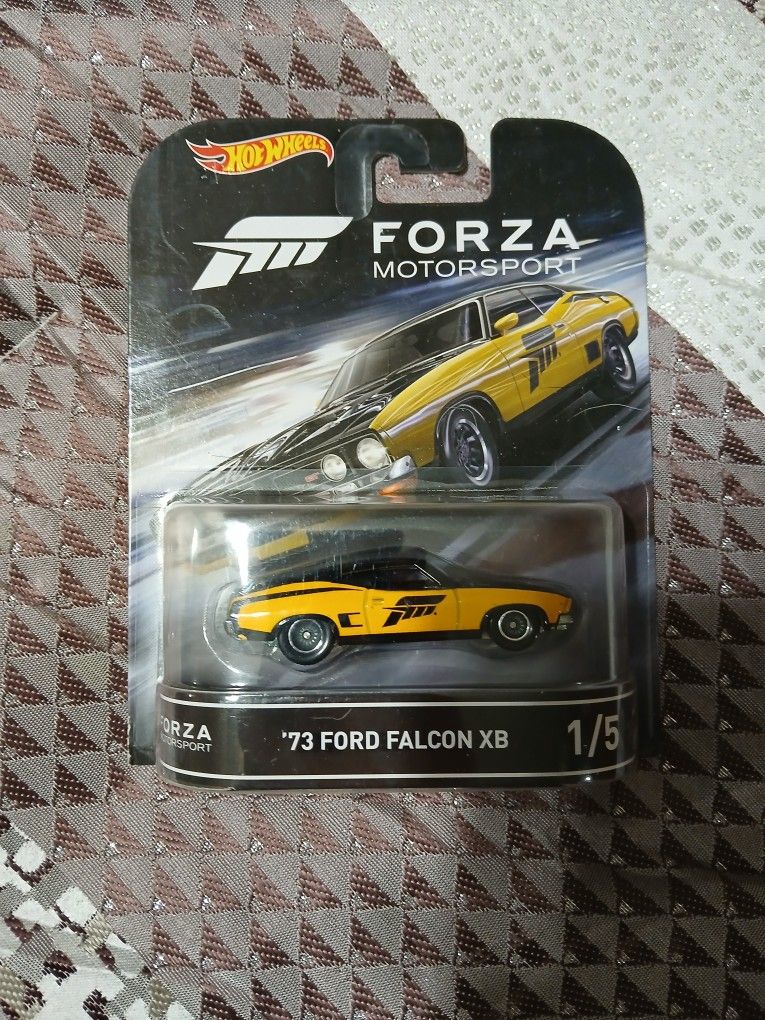 HOT WHEELS
FORZA
MOTORSPORT
FORZA
MOTORSPORT
'73 FORD FALCON XB
1/5